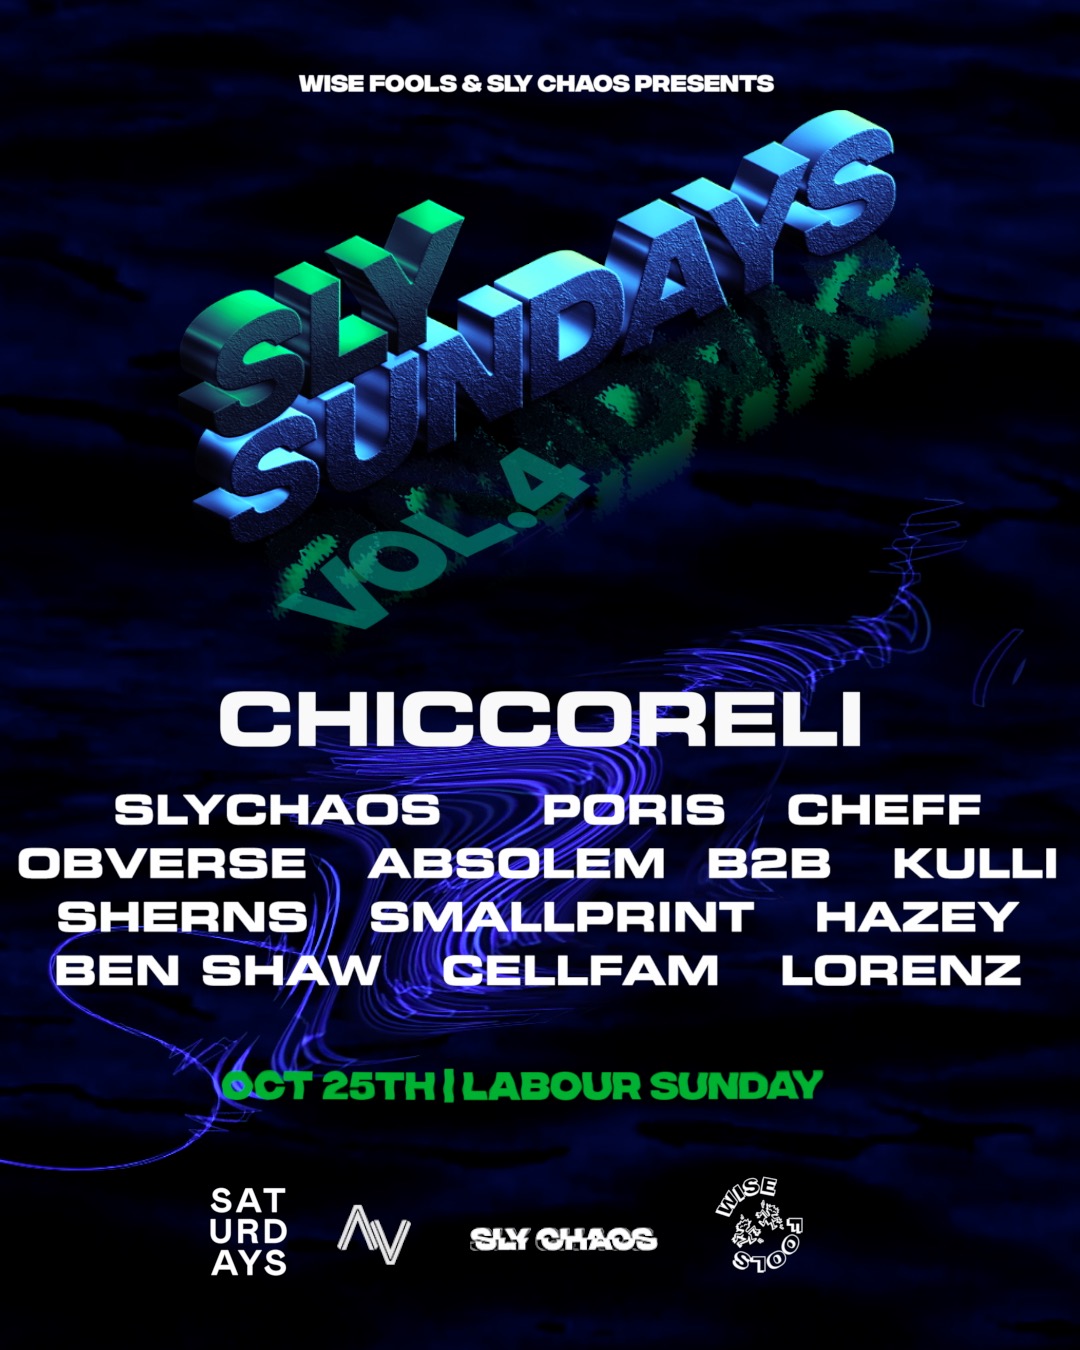 WISE FOOLS & SLY CHAOS PRESENTS
SLY
SUNDAYS
VOL.4
CHICCORELI
SLYCHAOS PORIS CHEFF
OBVERSE ABSOLEM B2B KULLI
SHERNS SMALLPRINT HAZEY
BEN SHAW CELLFAM LORENZ
OCT 25TH | LABOUR SUNDAY
SAT
URD
AYS
SLY CHAOS
WISE FOOLS